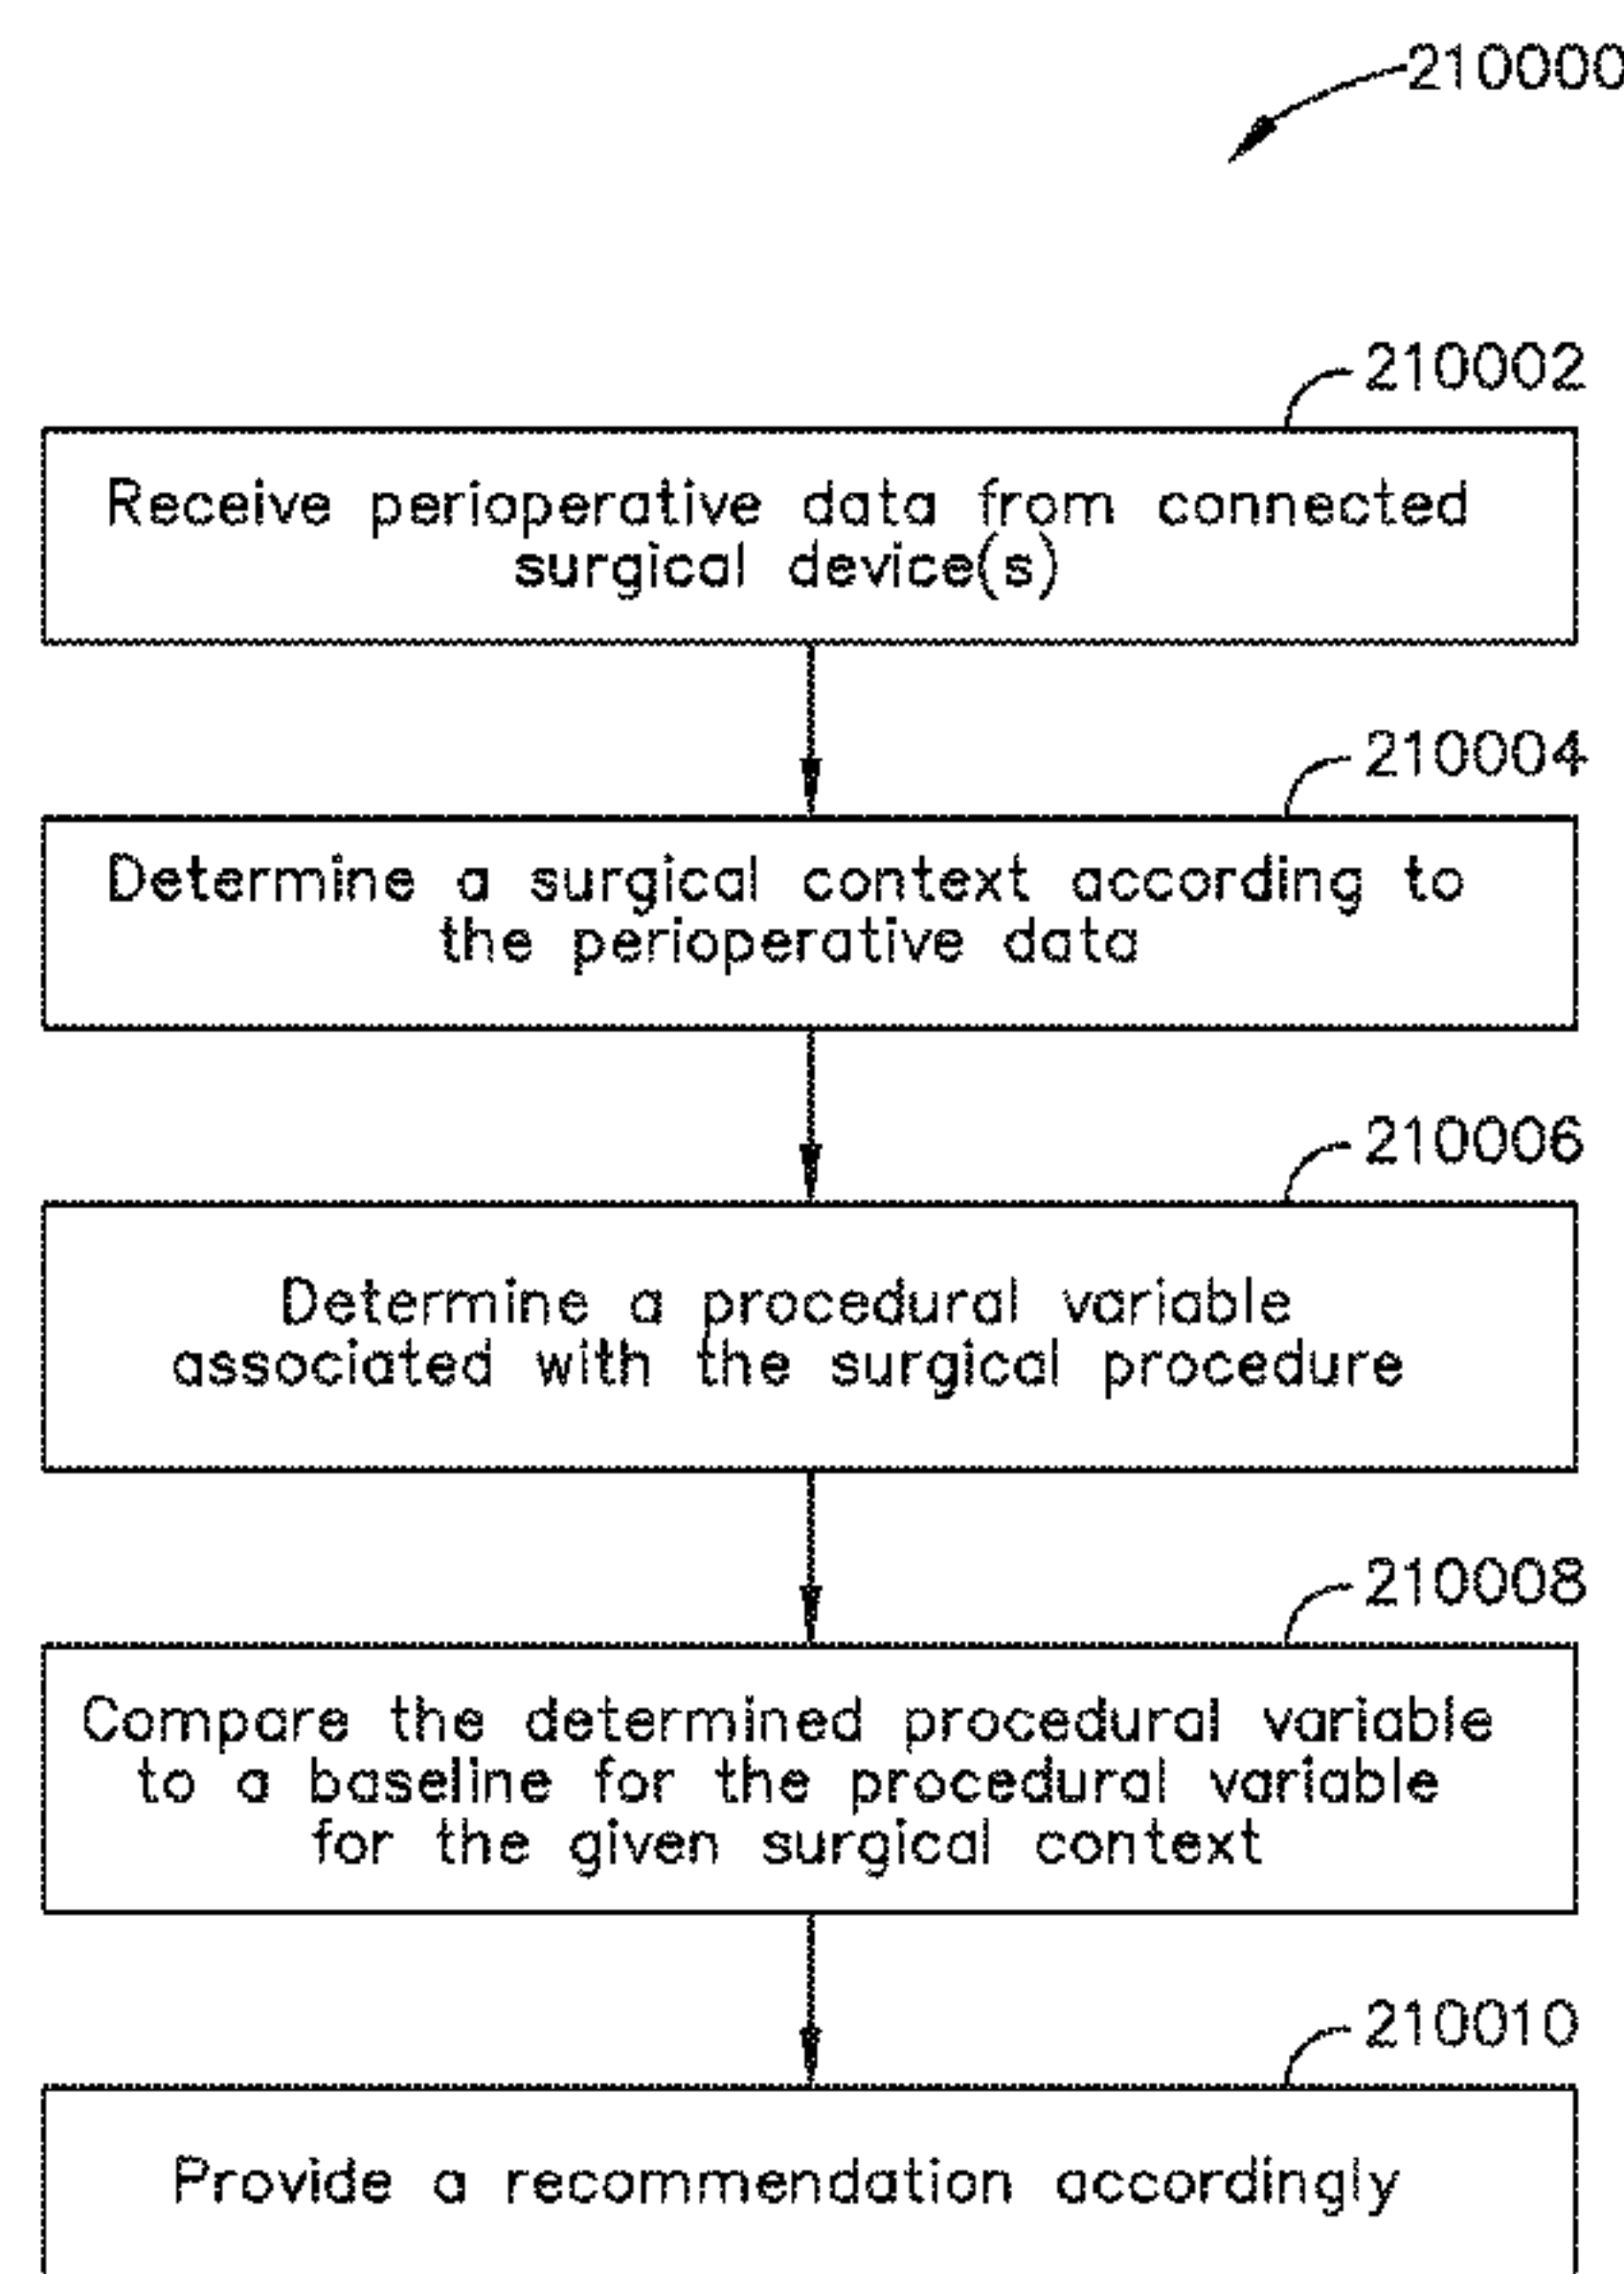 210000
210002
Receive perioperative data from connected
surgical device(s)
210004
Determine a surgical context according to
the perioperative data
210006
Determine a procedural variable
associated with the surgical procedure
210008
Compare the determined procedural variable
to a baseline for the procedural variable
for the given surgical context
210010
Provide a recommendation accordingly